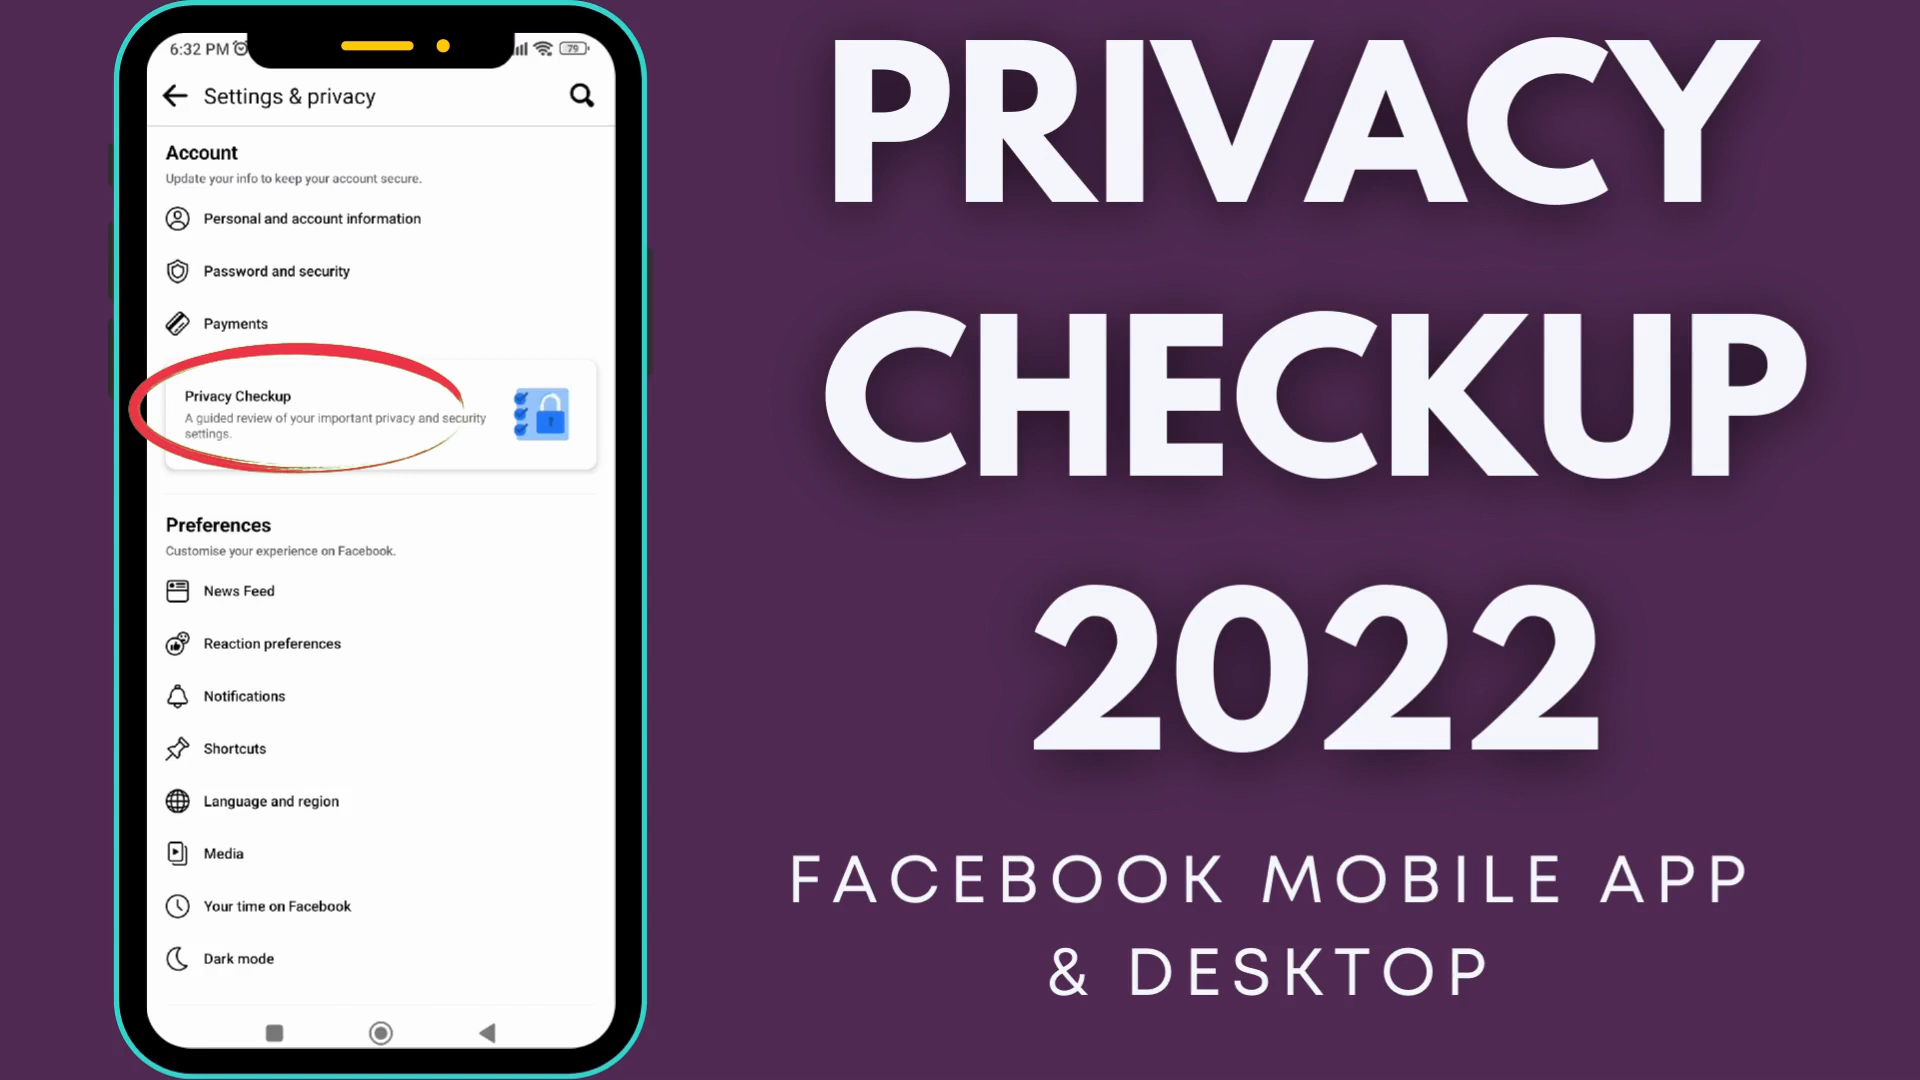 6:32 PM
79
Settings & privacy
Account
Update your info to keep your account secure.
Personal and account information
Password and security
Payments
Privacy Checkup
A guided review of your important privacy and security
settings.
Preferences
Customise your experience on Facebook.
News Feed
Reaction preferences
Notifications
Shortcuts
Language and region
Media
Your time on Facebook
Dark mode
PRIVACY
CHECKUP
2022
FACEBOOK MOBILE APP
& DESKTOP